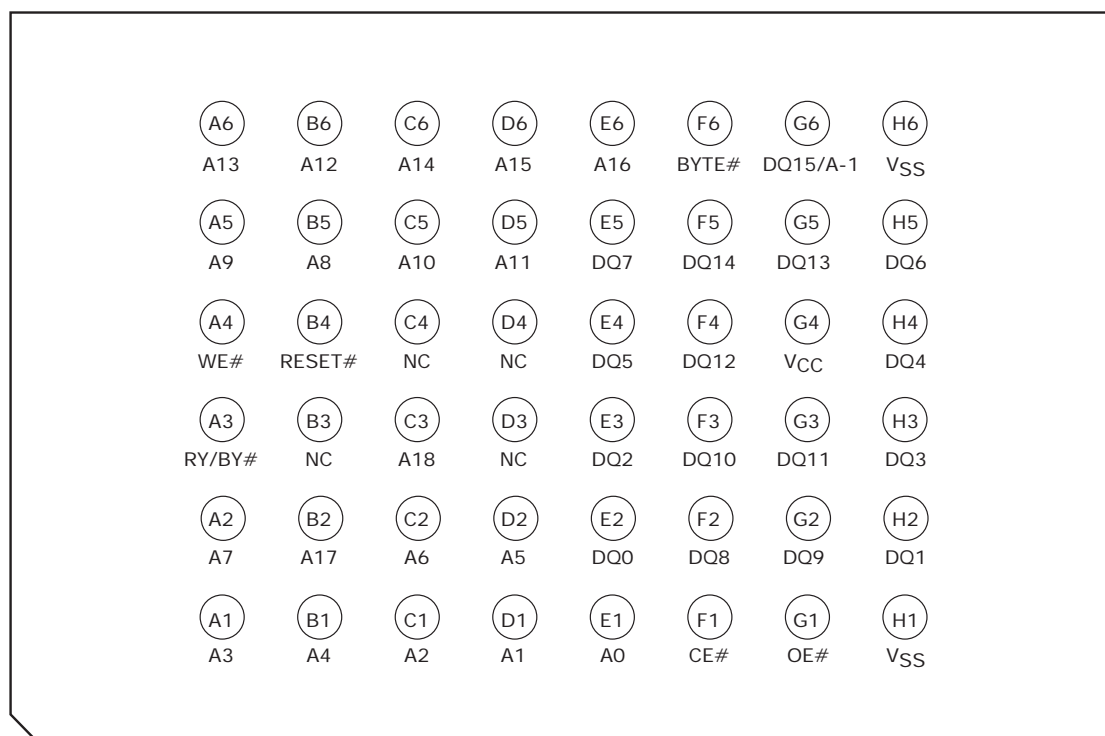 A6 B6 C6 D6 E6 F6 G6 H6
A13 A12 A14 A15 A16 BYTE# DQ15/A-1 VSS
A5 B5 C5 D5 E5 F5 G5 H5
A9 A8 A10 A11 DQ7 DQ14 DQ13 DQ6
A4 B4 C4 D4 E4 F4 G4 H4
WE# RESET# NC NC DQ5 DQ12 VCC DQ4
A3 B3 C3 D3 E3 F3 G3 H3
RY/BY# NC A18 NC DQ2 DQ10 DQ11 DQ3
A2 B2 C2 D2 E2 F2 G2 H2
A7 A17 A6 A5 DQ0 DQ8 DQ9 DQ1
A1 B1 C1 D1 E1 F1 G1 H1
A3 A4 A2 A1 A0 CE# OE# VSS